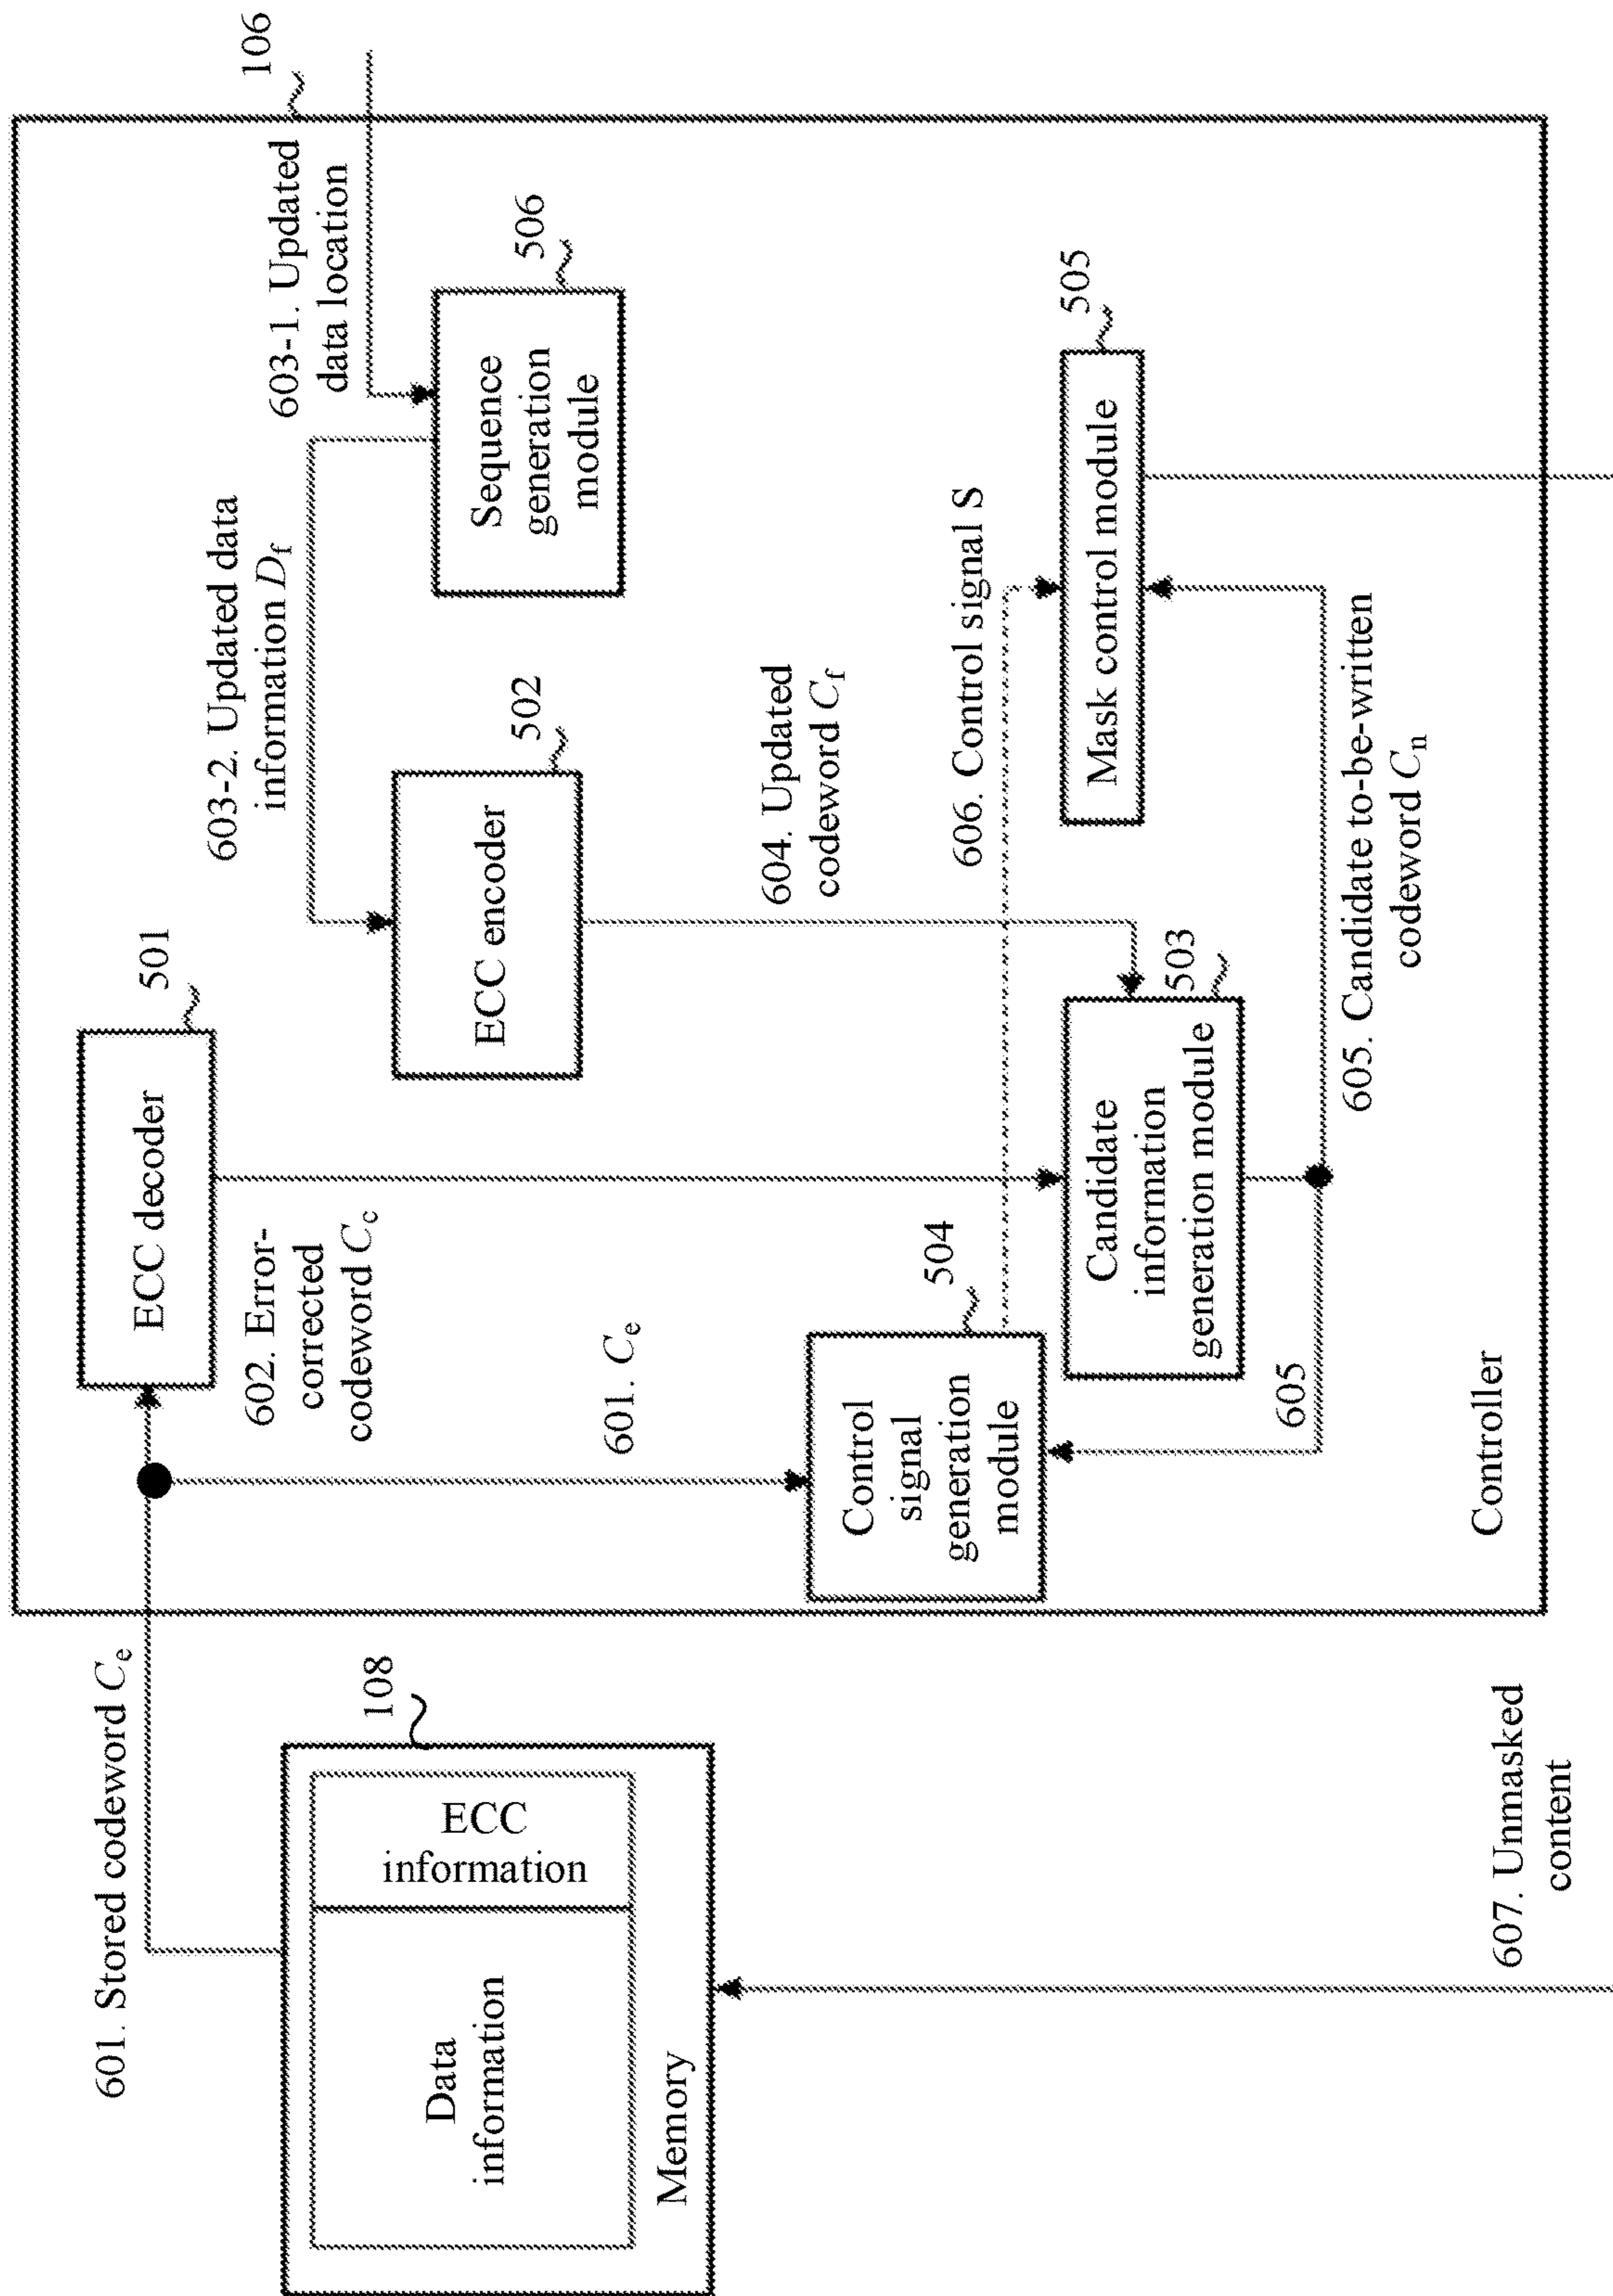 106
601. Stored codeword Ce
501
ECC decoder
603-1. Updated
data location
603-2. Updated data
information Df
506
Sequence
generation
module
108
ECC
information
Data
information
Memory
602. Error-
corrected
codeword Cc
502
ECC encoder
601. Ce
604. Updated
codeword Cf
504
Control
signal
generation
module
606. Control signal S
505
Mask control module
503
Candidate
information
generation module
605
605. Candidate to-be-written
codeword Cn
Controller
607. Unmasked
content